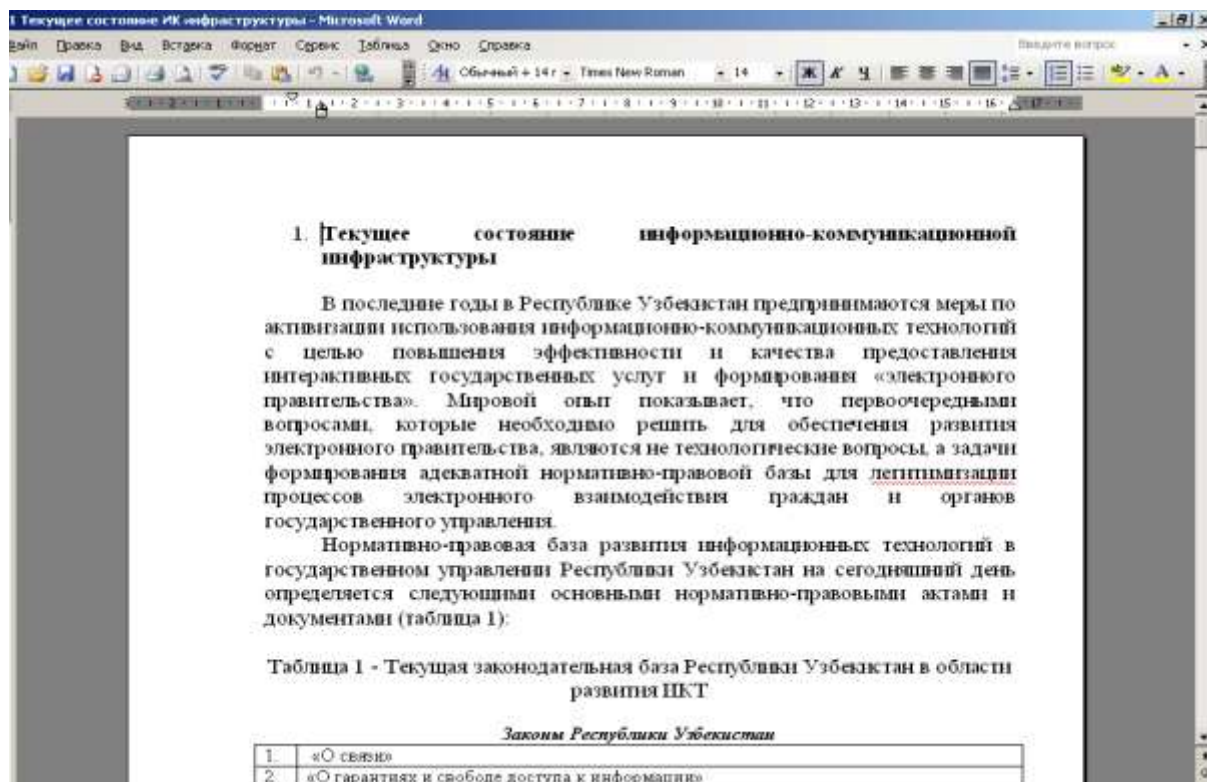 1 Текущее состояние ИК инфраструктуры - Microsoft Word
Файл Правка Вид Вставка Формат Сервис Таблица Окно Справка Введите вопрос
Обычный + 14 г Times New Roman 14 Ж К Ч
1. Текущее состояние информационно-коммуникационной
инфраструктуры
В последние годы в Республике Узбекистан предпринимаются меры по
активизации использования информационно-коммуникационных технологий
с целью повышения эффективности и качества предоставления
интерактивных государственных услуг и формирования «электронного
правительства». Мировой опыт показывает, что первоочередными
вопросами, которые необходимо решить для обеспечения развития
электронного правительства, являются не технологические вопросы, а задачи
формирования адекватной нормативно-правовой базы для легитимизации
процессов электронного взаимодействия граждан и органов
государственного управления.
Нормативно-правовая база развития информационных технологий в
государственном управлении Республики Узбекистан на сегодняшний день
определяется следующими основными нормативно-правовыми актами и
документами (таблица 1):
Таблица 1 - Текущая законодательная база Республики Узбекистан в области
развития ИКТ
Законы Республики Узбекистан
1. «О связи»
2. «О гарантиях и свободе доступа к информации»